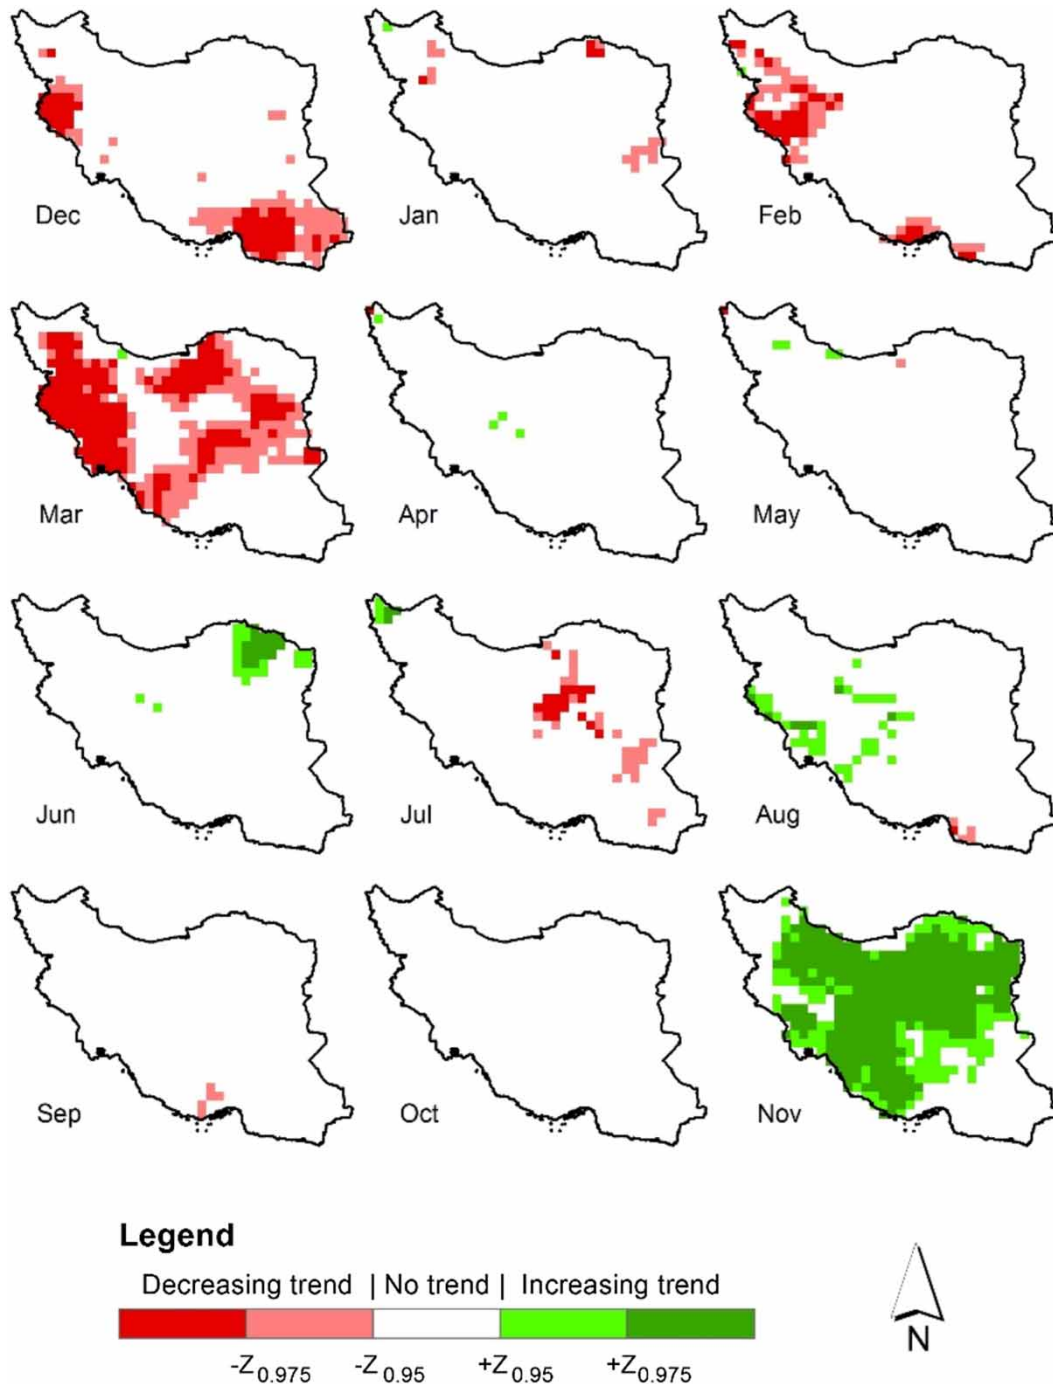 Dec Jan Feb
Mar Apr May
Jun Jul Aug
Sep Oct Nov
Legend
Decreasing trend | No trend | Increasing trend
-Z0.975 -Z0.95 +Z0.95 +Z0.975
N